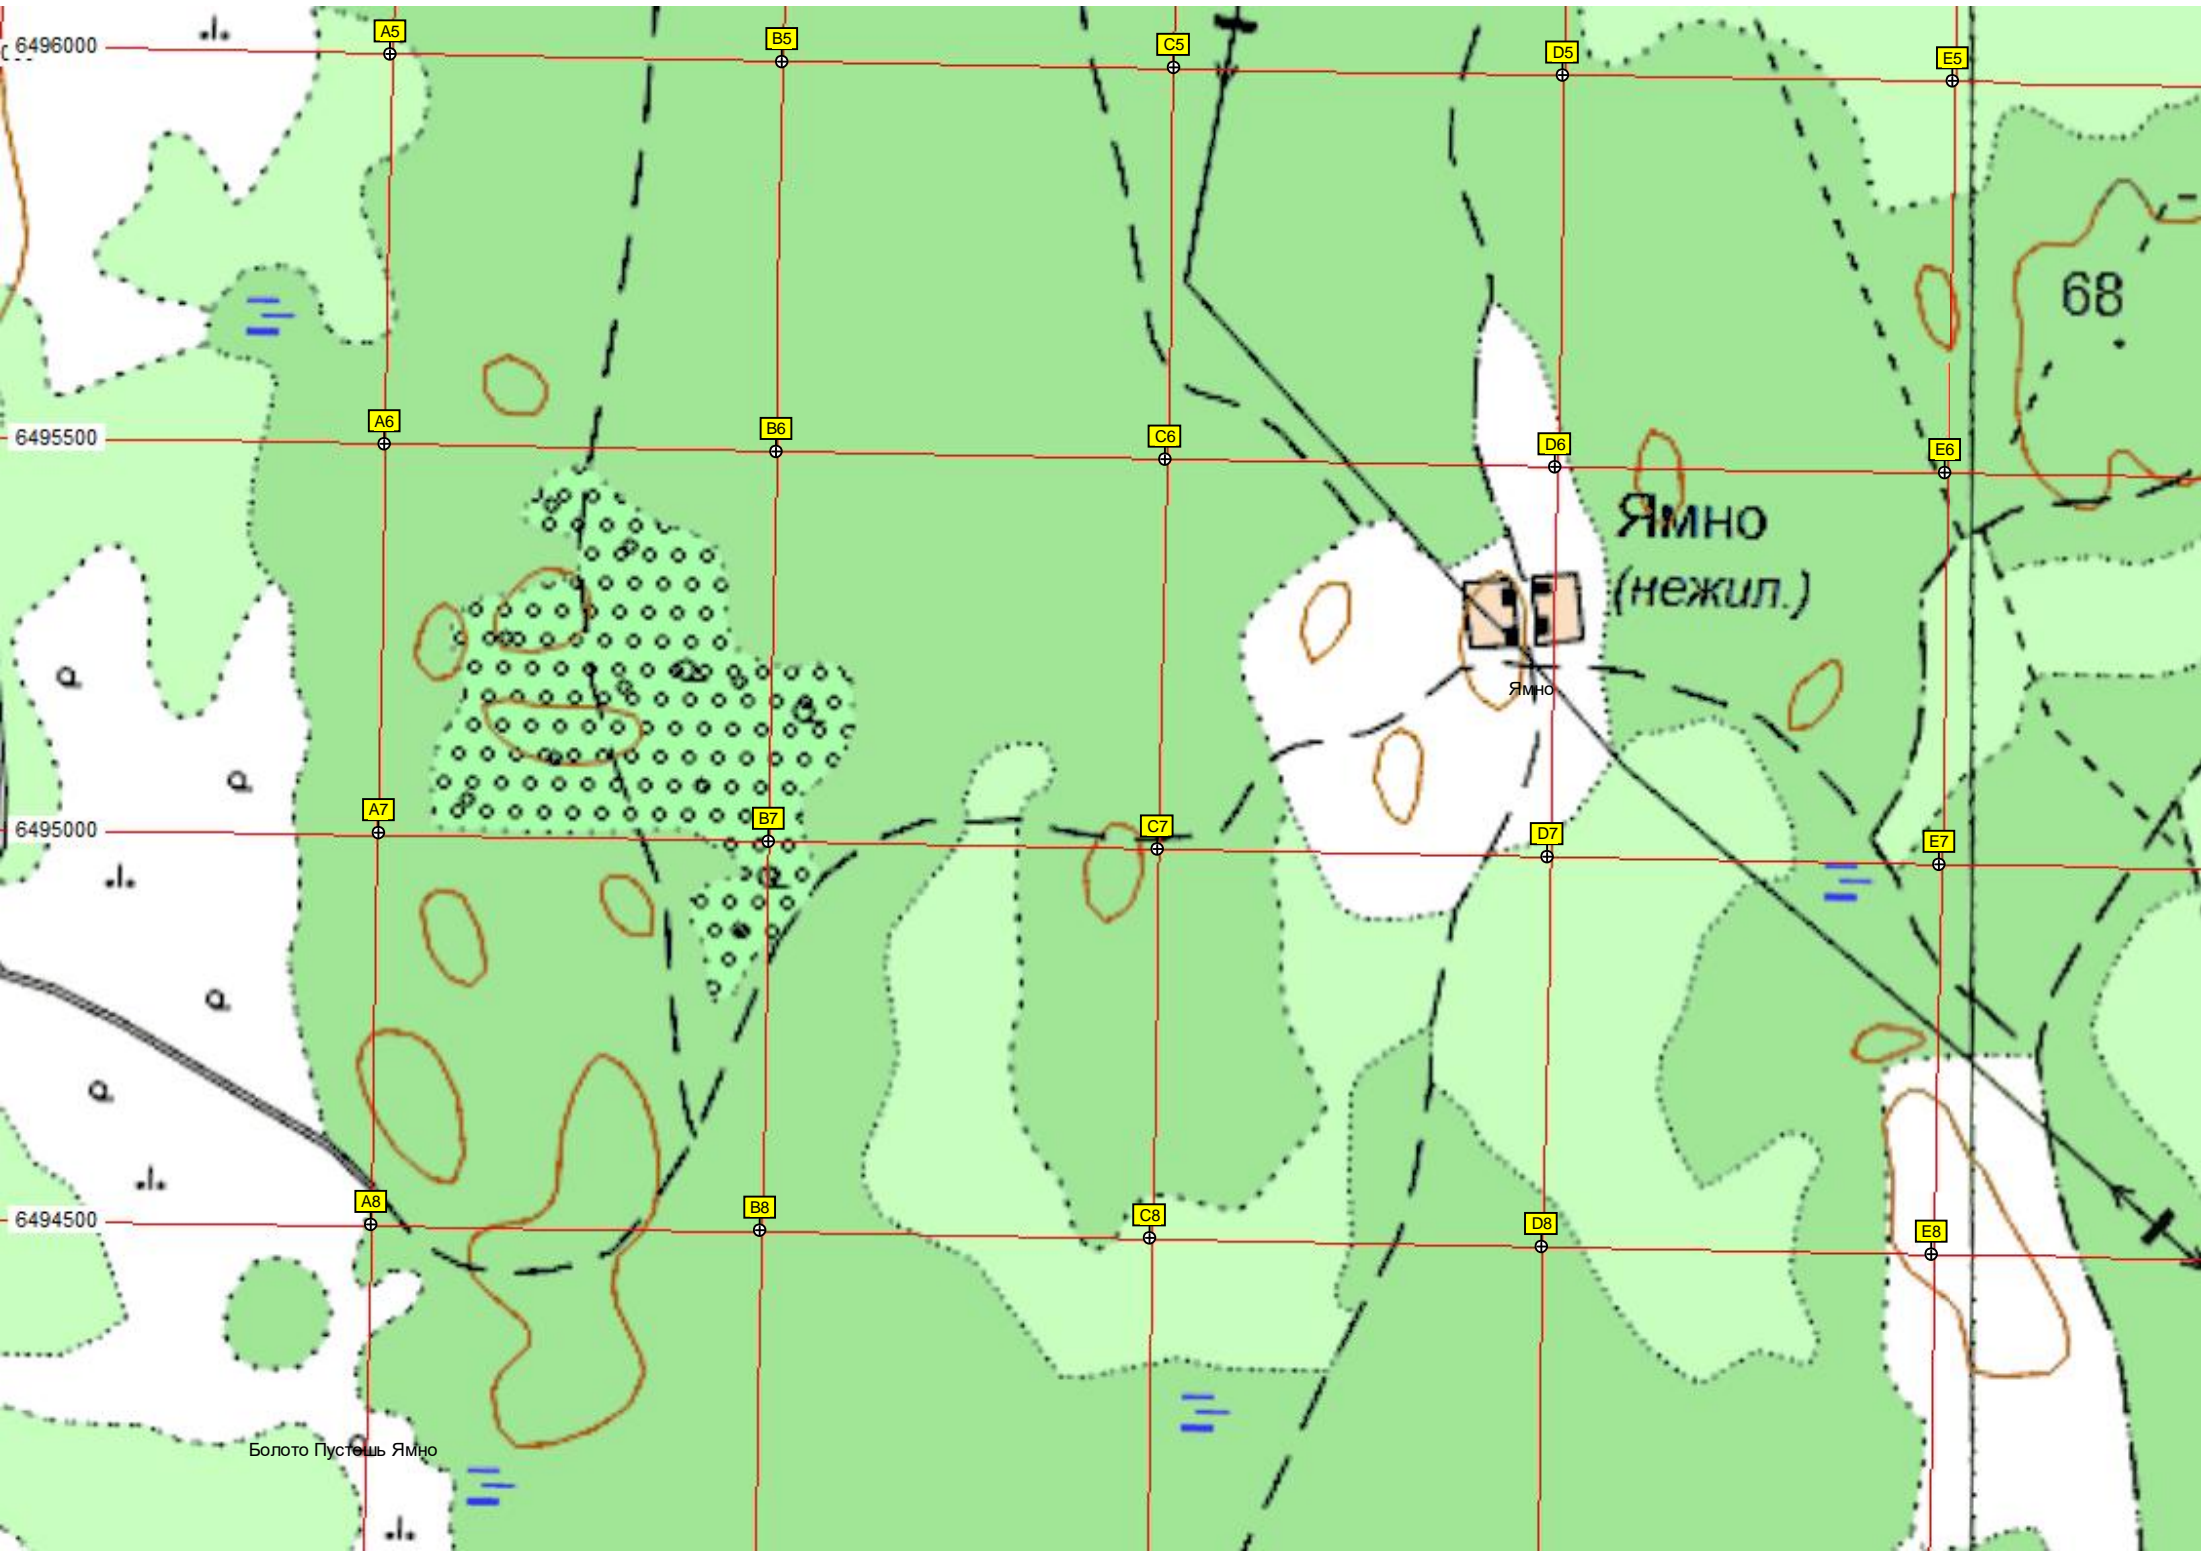 A5
B5
C5
D5
E5
6496000
68
A6
B6
C6
D6
E6
6495500
Ямно
(нежил.)
Ямно
A7
B7
C7
D7
E7
6495000
A8
B8
C8
D8
E8
6494500
Болото Пустошь Ямно